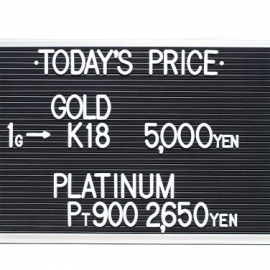 ·TODAY'S PRICE·
GOLD
1G→ K18 5,000YEN
PLATINUM
PT900 2,650YEN